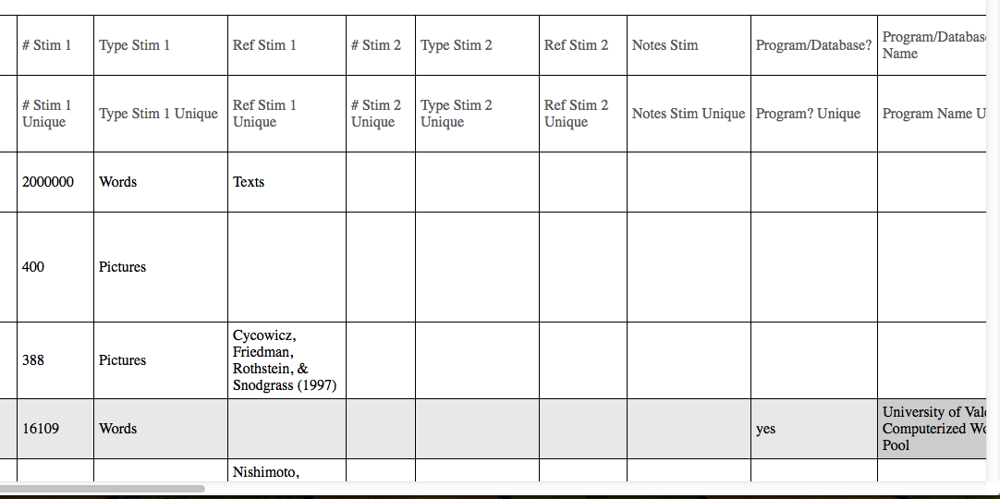 # Stim 1 Type Stim 1 Ref Stim 1 # Stim 2 Type Stim 2 Ref Stim 2 Notes Stim Program/Database? Program/Databas
Name
# Stim 1
Unique Type Stim 1 Unique Ref Stim 1
Unique # Stim 2
Unique Type Stim 2
Unique Ref Stim 2
Unique Notes Stim Unique Program? Unique Program Name U
2000000 Words Texts
400 Pictures
388 Pictures Cycowicz,
Friedman,
Rothstein, &
Snodgrass (1997)
16109 Words yes University of Val
Computerized W
Pool
Nishimoto,